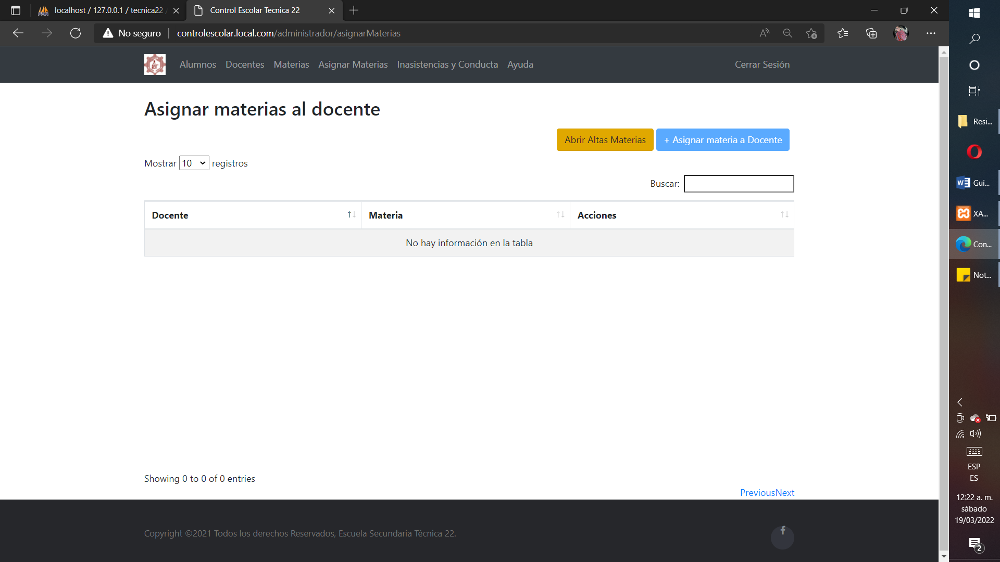 localhost / 127.0.0.1 / tecnica22 /
Control Escolar Tecnica 22
No seguro
controlescolar.local.com/administrador/asignarMaterias
Alumnos Docentes Materias Asignar Materias Inasistencias y Conducta Ayuda Cerrar Sesión
Asignar materias al docente
Abrir Altas Materias + Asignar materia a Docente
Mostrar 10 registros
Buscar:
Docente Materia Acciones
No hay información en la tabla
Showing 0 to 0 of 0 entries
PreviousNext
Copyright ©2021 Todos los derechos Reservados, Escuela Secundaria Técnica 22.
Resi...
Gui...
XA...
Con...
Not...
ESP
ES
12:22 a. m.
sábado
19/03/2022
2